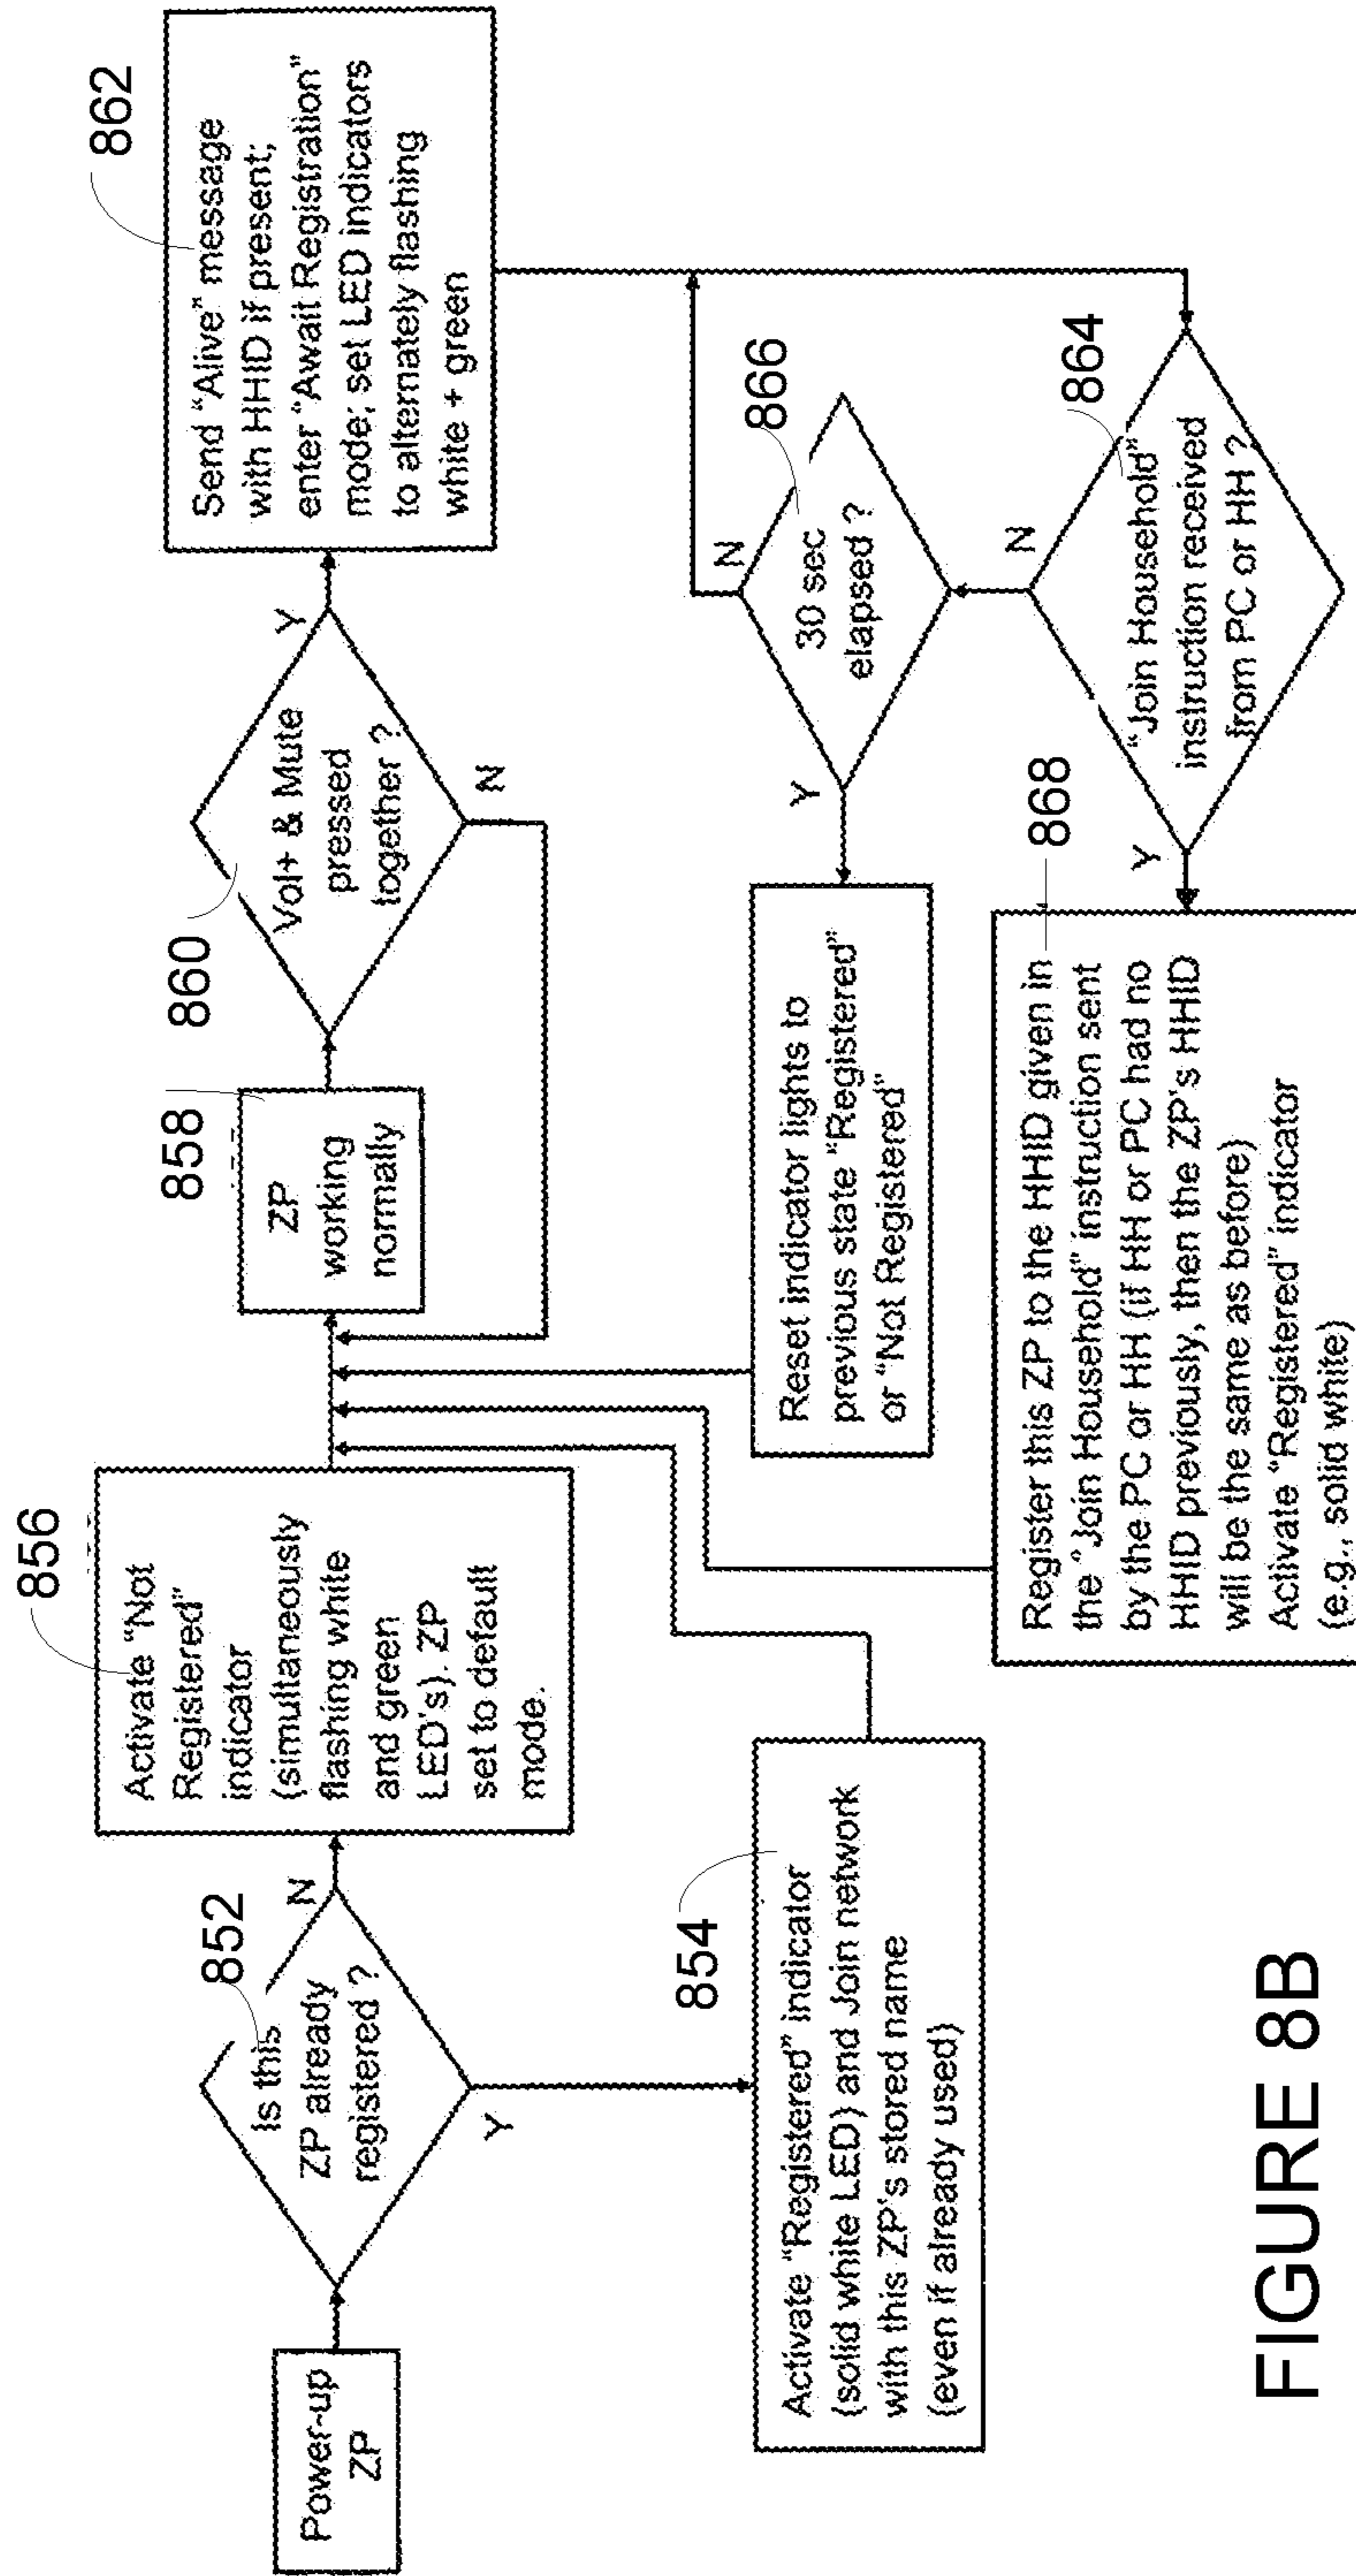 Power-up
ZP
852
Is this
ZP already
registered ?
N
Y
854
Activate “Registered” indicator
(solid white LED) and Join network
with this ZP's stored name
(even if already used)
856
Activate “Not
Registered”
indicator
(simultaneously
flashing white
and green
LED's). ZP
set to default
mode.
858
ZP
working
normally
860
Vol+ & Mute
pressed
together ?
Y
N
862
Send “Alive” message
with HHID if present;
enter “Await Registration”
mode; set LED indicators
to alternately flashing
white + green
866
30 sec
elapsed ?
N
Y
Reset indicator lights to
previous state “Registered”
or “Not Registered”
864
“Join Household”
instruction received
from PC or HH ?
N
Y
868
Register this ZP to the HHID given in
the “Join Household” instruction sent
by the PC or HH (if HH or PC had no
HHID previously, then the ZP's HHID
will be the same as before)
Activate “Registered” indicator
(e.g., solid white)
FIGURE 8B